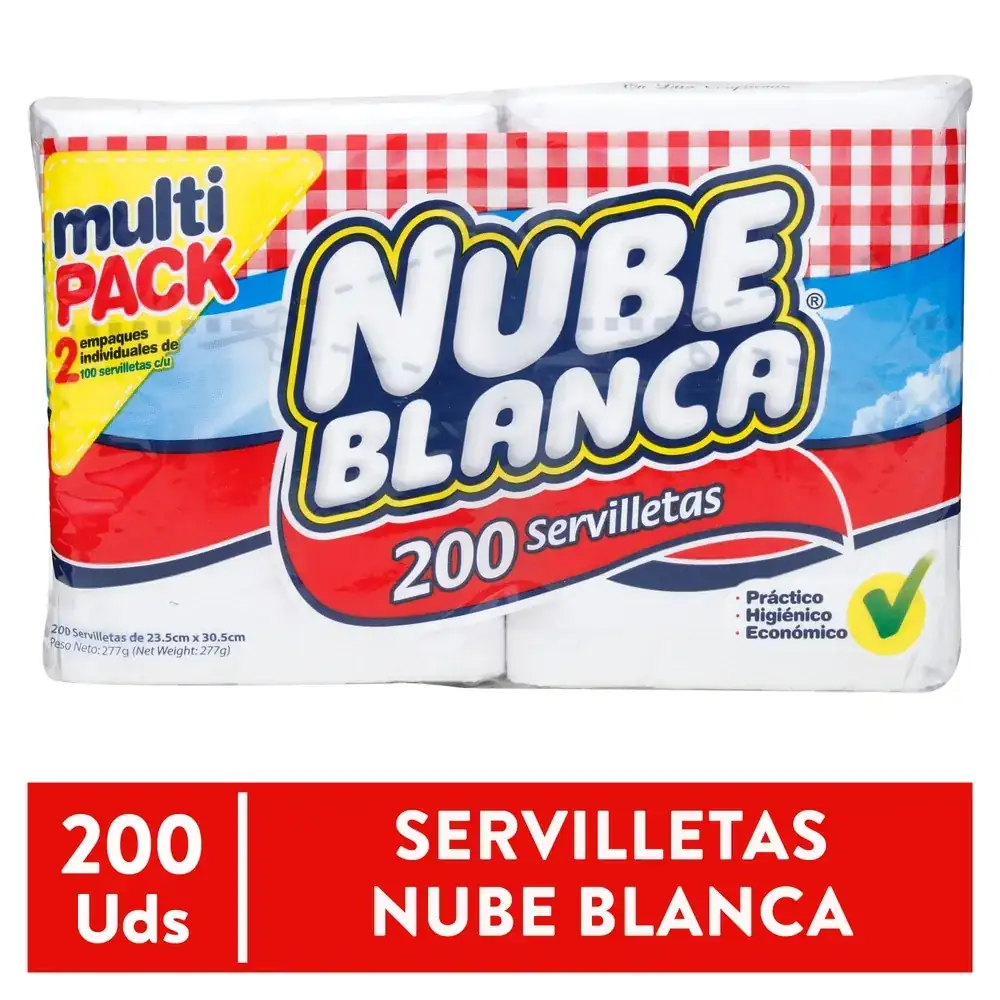 multi
PACK
2 empaques
individuales de
100 servilletas c/u
NUBE
BLANCA
®
200 Servilletas
· Práctico
· Higiénico
· Económico
200 Servilletas de 23.5cm x 30.5cm
Peso Neto: 277g (Net Weight: 277g)
200
Uds
SERVILLETAS
NUBE BLANCA